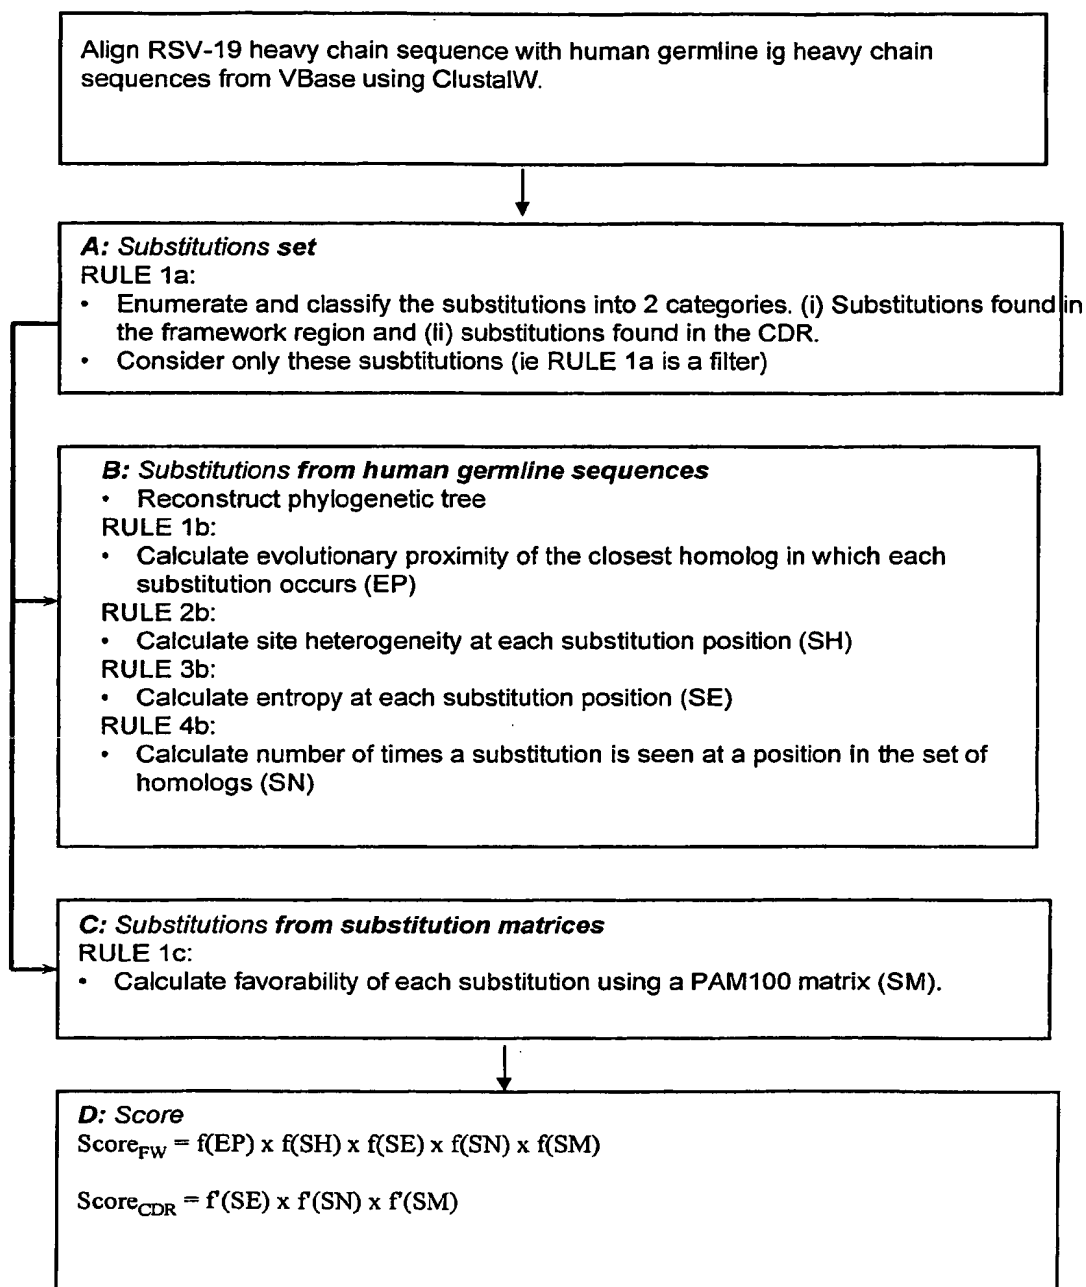 Align RSV-19 heavy chain sequence with human germline ig heavy chain
sequences from VBase using ClustalW.
A: Substitutions set
RULE 1a:
• Enumerate and classify the substitutions into 2 categories. (i) Substitutions found in
the framework region and (ii) substitutions found in the CDR.
• Consider only these susbtitutions (ie RULE 1a is a filter)
B: Substitutions from human germline sequences
• Reconstruct phylogenetic tree
RULE 1b:
• Calculate evolutionary proximity of the closest homolog in which each
substitution occurs (EP)
RULE 2b:
• Calculate site heterogeneity at each substitution position (SH)
RULE 3b:
• Calculate entropy at each substitution position (SE)
RULE 4b:
• Calculate number of times a substitution is seen at a position in the set of
homologs (SN)
C: Substitutions from substitution matrices
RULE 1c:
• Calculate favorability of each substitution using a PAM100 matrix (SM).
D: Score
Score_FW = f(EP) x f(SH) x f(SE) x f(SN) x f(SM)
Score_CDR = f'(SE) x f'(SN) x f'(SM)